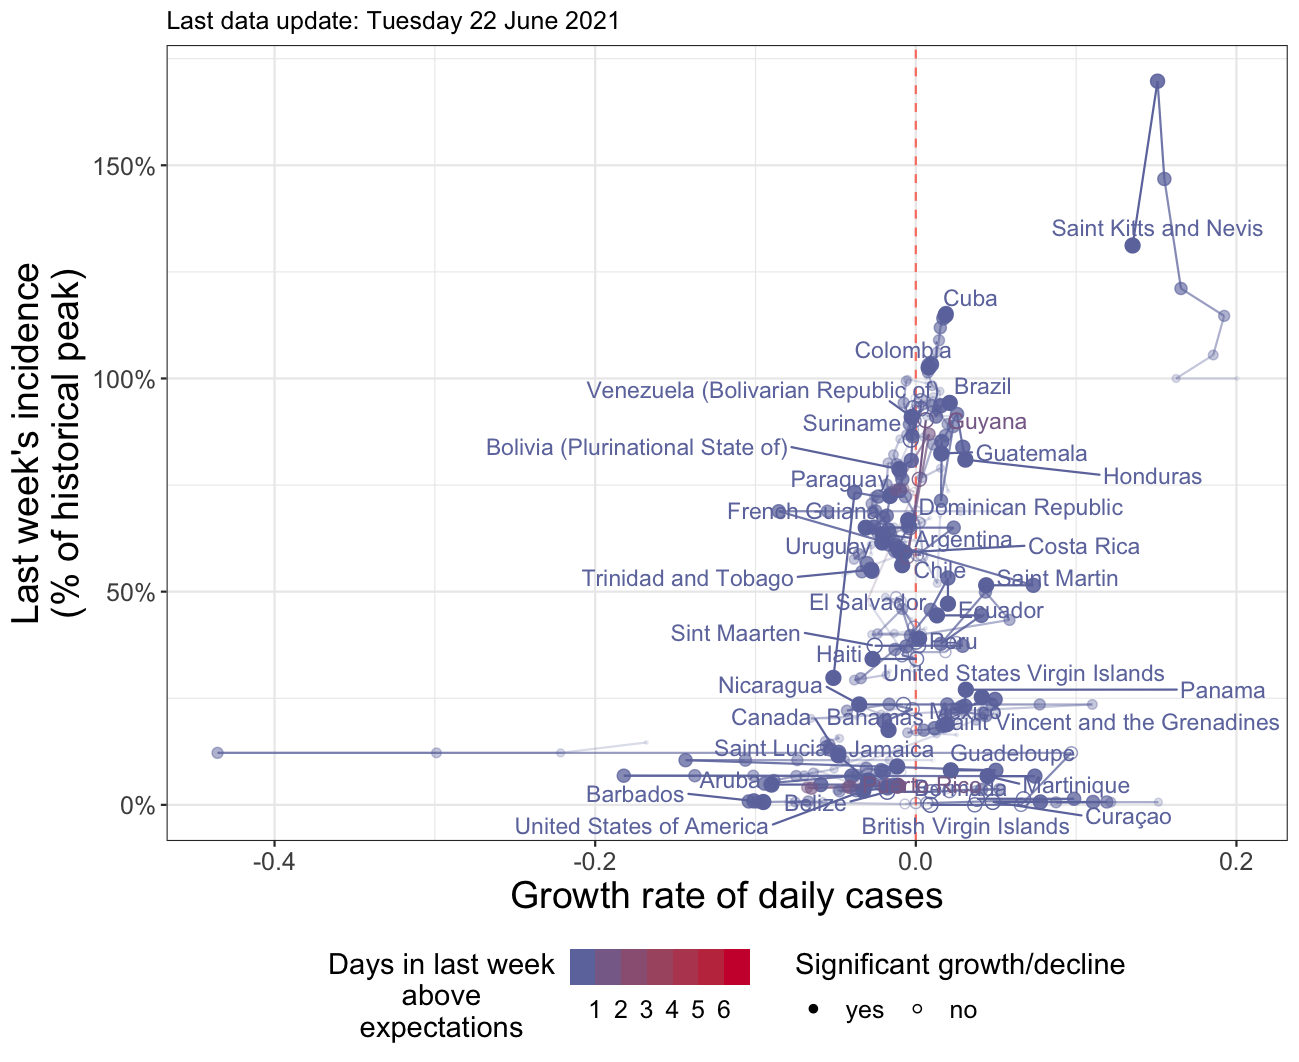 Last data update: Tuesday 22 June 2021
Last week's incidence
(% of historical peak)
150%
100%
50%
0%
Saint Kitts and Nevis
Cuba
Colombia
Venezuela (Bolivarian Republic of)
Brazil
Suriname
Guyana
Bolivia (Plurinational State of)
Guatemala
Honduras
Paraguay
French Guiana
Dominican Republic
Uruguay
Argentina
Costa Rica
Trinidad and Tobago
Chile
Saint Martin
El Salvador
Ecuador
Sint Maarten
Peru
Haiti
United States Virgin Islands
Nicaragua
Panama
Canada
Bahamas
Mexico
Saint Vincent and the Grenadines
Saint Lucia
Jamaica
Guadeloupe
Aruba
Puerto Rico
Martinique
Barbados
Belize
Bermuda
Curaçao
United States of America
British Virgin Islands
-0.4
-0.2
0.0
0.2
Growth rate of daily cases
Days in last week
above
expectations
1 2 3 4 5 6
Significant growth/decline
yes
no